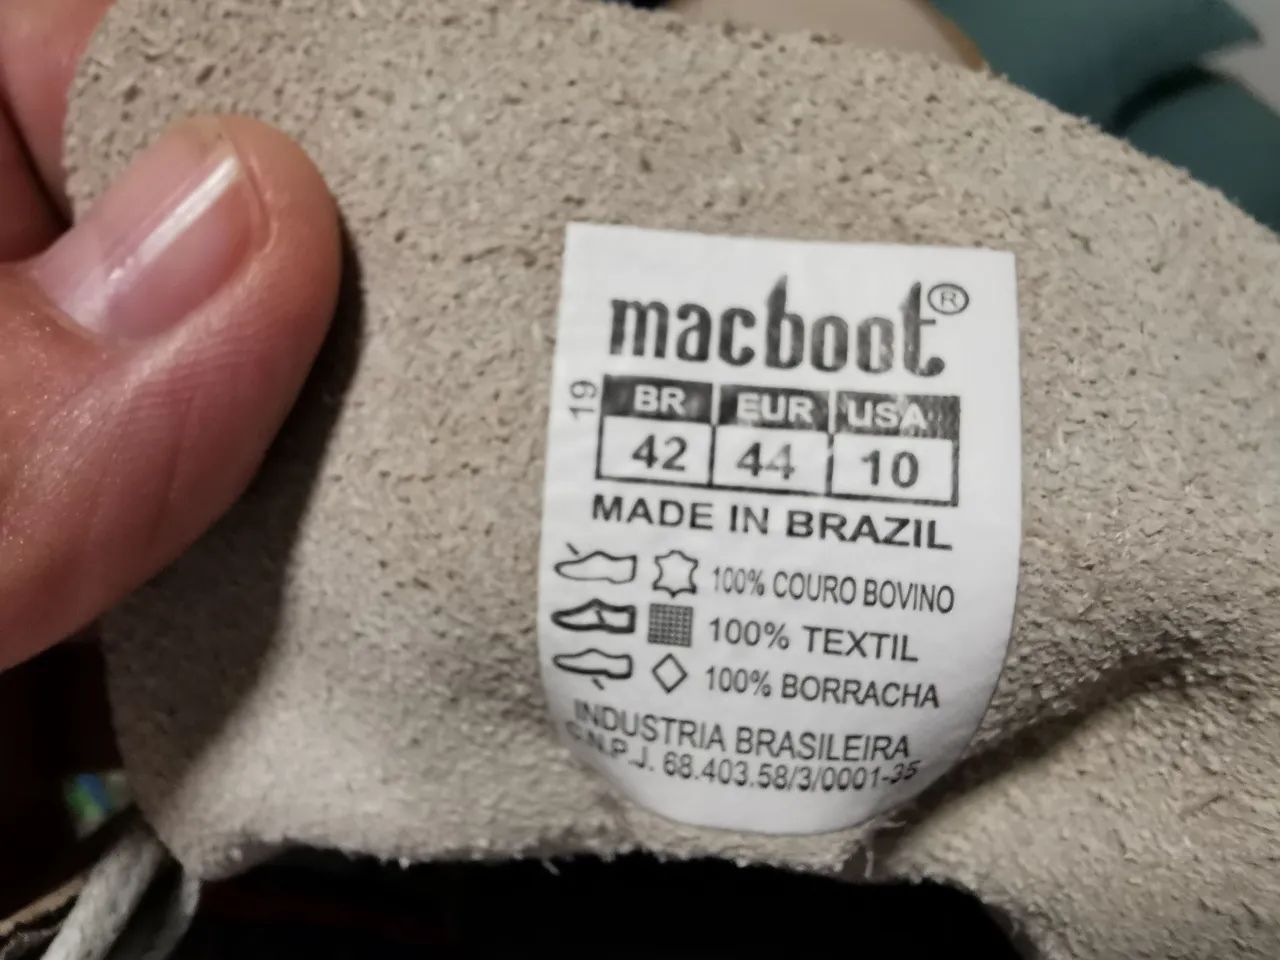 macboot®
19
BR EUR USA
42 44 10
MADE IN BRAZIL
100% COURO BOVINO
100% TEXTIL
100% BORRACHA
INDUSTRIA BRASILEIRA
C.N.P.J. 68.403.58/3/0001-35